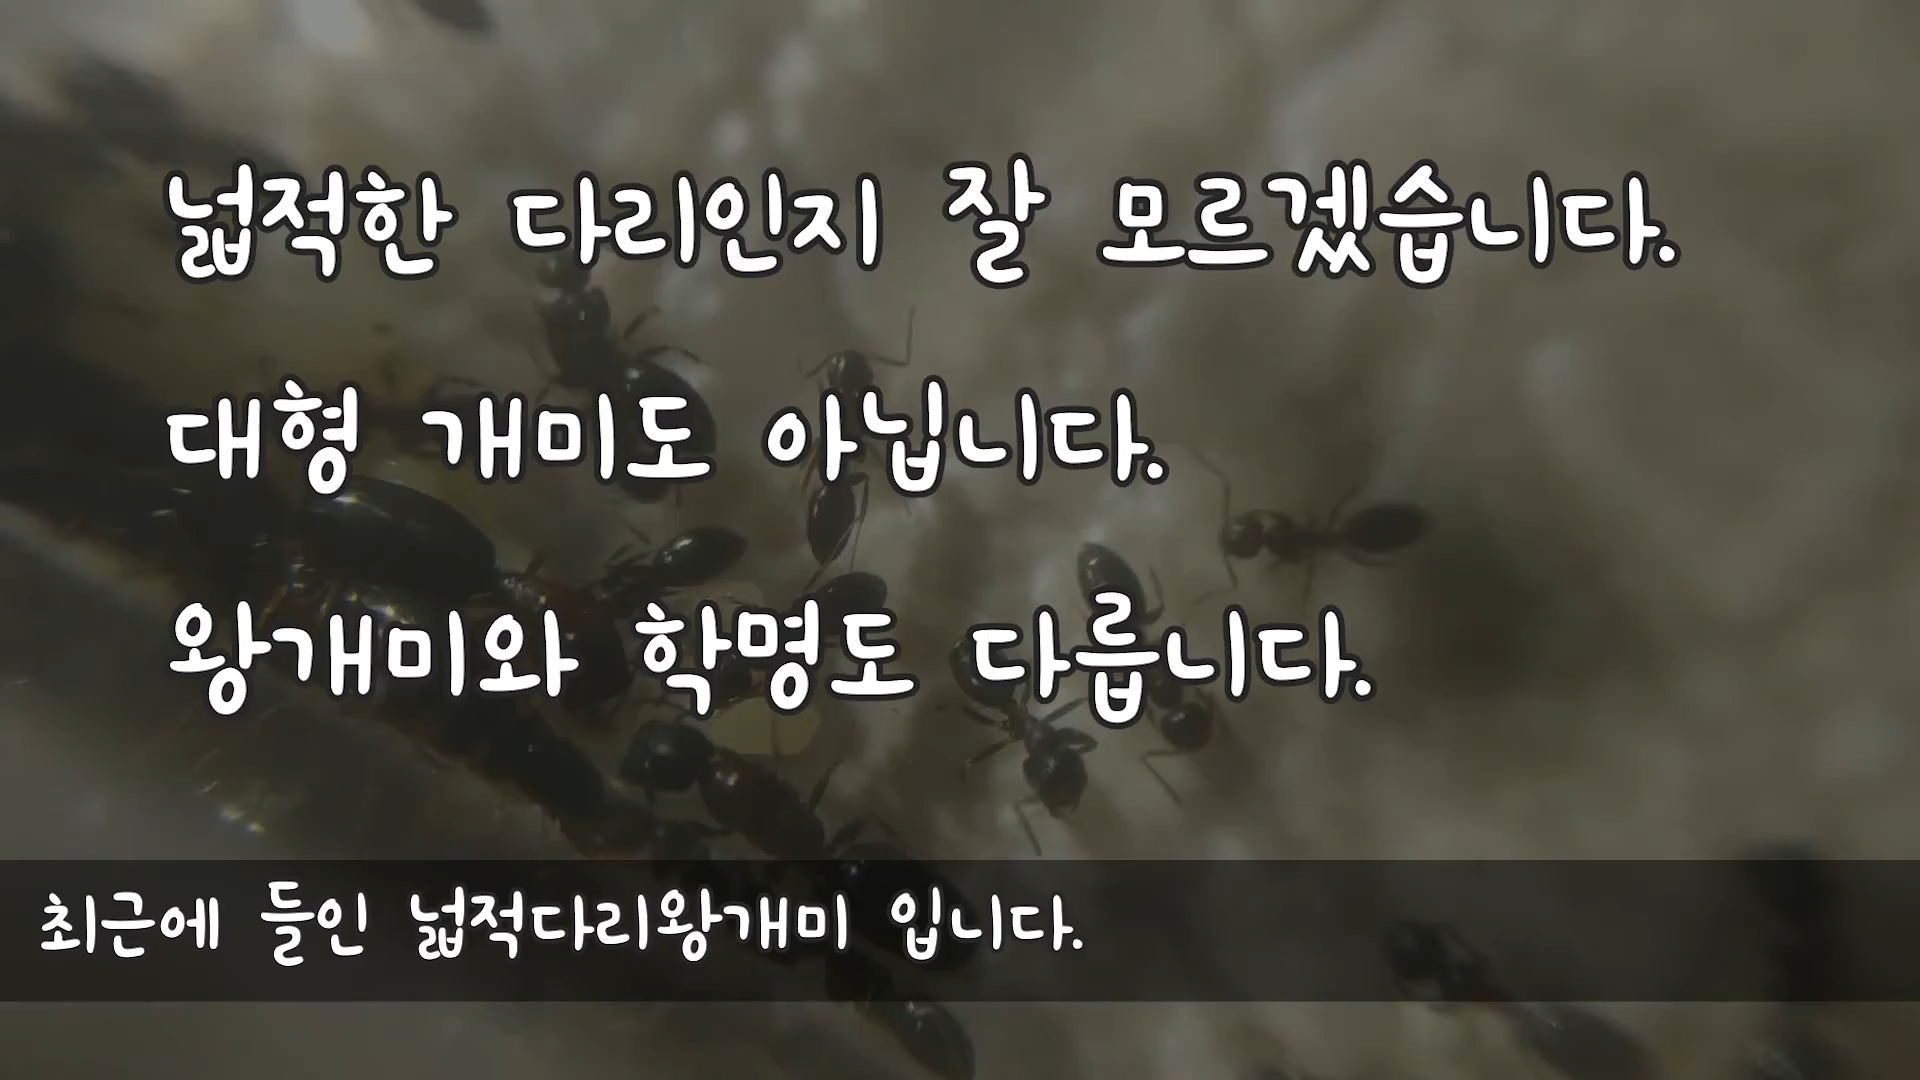 넓적한 다리인지 잘 모르겠습니다.
대형 개미도 아닙니다.
왕개미와 학명도 다릅니다.
최근에 들인 넓적다리왕개미 입니다.